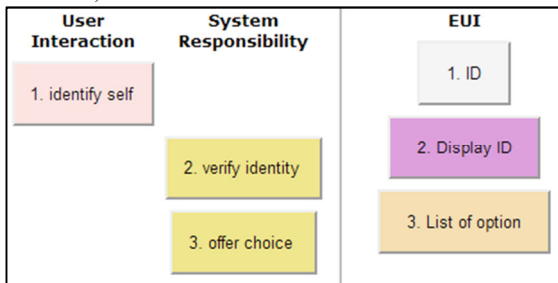 User Interaction
System Responsibility
EUI
1. identify self
1. ID
2. verify identity
2. Display ID
3. offer choice
3. List of option